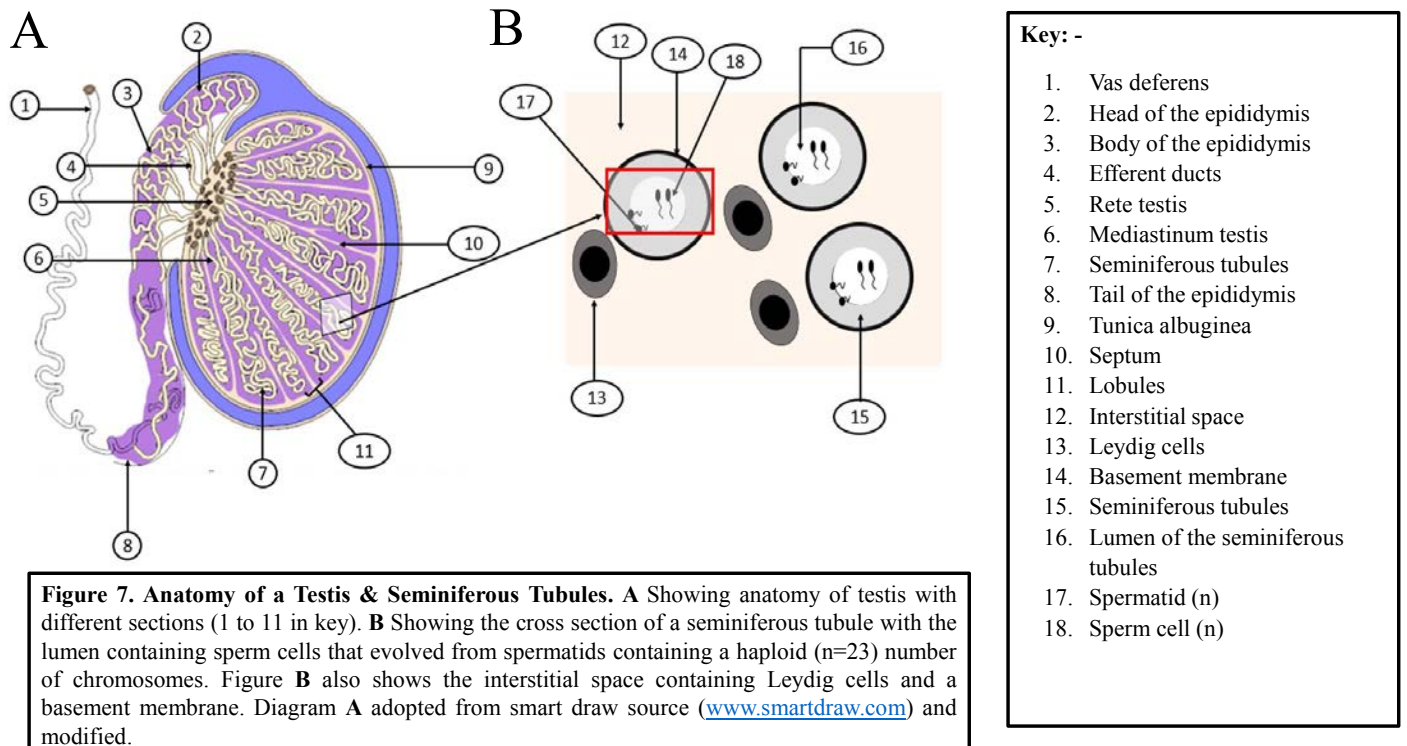 A
B
1
2
3
4
5
6
7
8
9
10
11
12
13
14
15
16
17
18
Key: -
1. Vas deferens
2. Head of the epididymis
3. Body of the epididymis
4. Efferent ducts
5. Rete testis
6. Mediastinum testis
7. Seminiferous tubules
8. Tail of the epididymis
9. Tunica albuginea
10. Septum
11. Lobules
12. Interstitial space
13. Leydig cells
14. Basement membrane
15. Seminiferous tubules
16. Lumen of the seminiferous
tubules
17. Spermatid (n)
18. Sperm cell (n)
Figure 7. Anatomy of a Testis & Seminiferous Tubules. A Showing anatomy of testis with
different sections (1 to 11 in key). B Showing the cross section of a seminiferous tubule with the
lumen containing sperm cells that evolved from spermatids containing a haploid (n=23) number
of chromosomes. Figure B also shows the interstitial space containing Leydig cells and a
basement membrane. Diagram A adopted from smart draw source (www.smartdraw.com) and
modified.